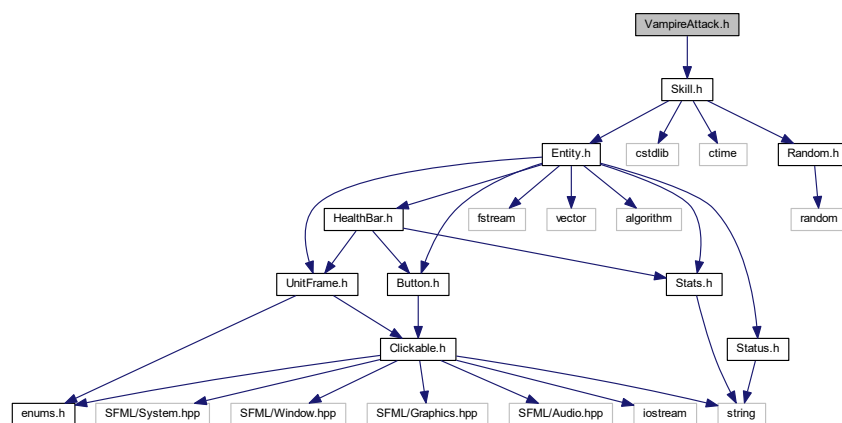 VampireAttack.h
Skill.h
Entity.h
cstdlib
ctime
Random.h
HealthBar.h
fstream
vector
algorithm
random
UnitFrame.h
Button.h
Stats.h
Clickable.h
Status.h
enums.h
SFML/System.hpp
SFML/Window.hpp
SFML/Graphics.hpp
SFML/Audio.hpp
iostream
string